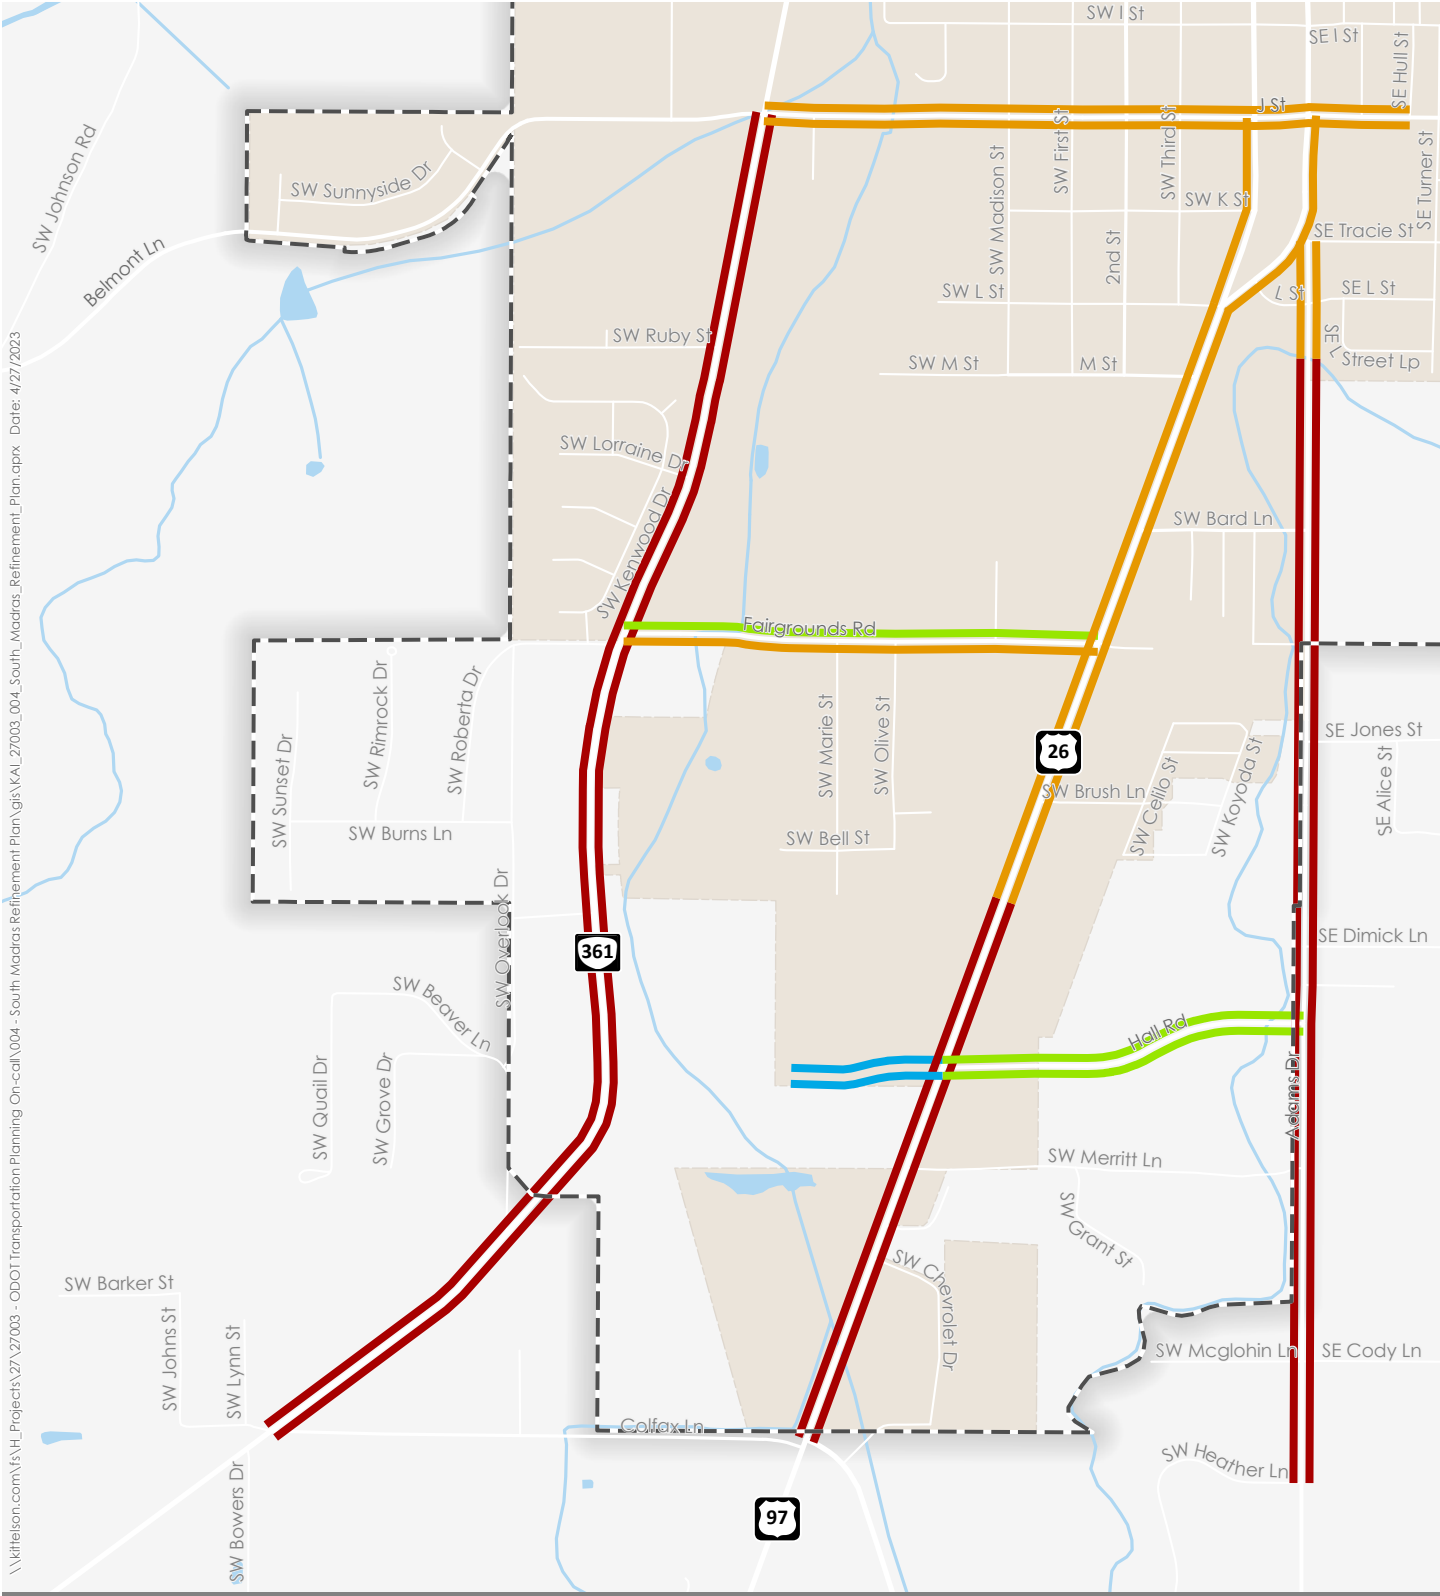 SW I St
SE I St
SE Hull St
J St
SW Johnson Rd
SW Sunnyside Dr
SW Madison St
SW First St
SW Third St
SE Turner St
SW K St
Belmont Ln
2nd St
SE Tracie St
SW L St
L St
SE L St
SW Ruby St
SE L
Street Lp
SW M St
M St
SW Lorraine Dr
SW Kenwood Dr
SW Bard Ln
Fairgrounds Rd
SW Sunset Dr
SW Rimrock Dr
SW Roberta Dr
SW Marie St
SW Olive St
26
SE Jones St
SW Brush Ln
SW Celilo St
SW Koyoda St
SE Alice St
SW Burns Ln
SW Bell St
SW Overlook Dr
361
SE Dimick Ln
SW Beaver Ln
Hall Rd
SW Quail Dr
SW Grove Dr
Adams Dr
SW Merritt Ln
SW Grant St
SW Barker St
SW Chevrolet Dr
SW Johns St
SW Lynn St
SW Mcglohin Ln
SE Cody Ln
Colfax Ln
SW Heather Ln
SW Bowers Dr
97
\\kittelson.com\fs\H_Projects\27\27003 - ODOT Transportation Planning On-call\004 - South Madras Refinement Plan\gis\KAI_27003_004_South_Madras_Refinement_Plan.aprx Date: 4/27/2023